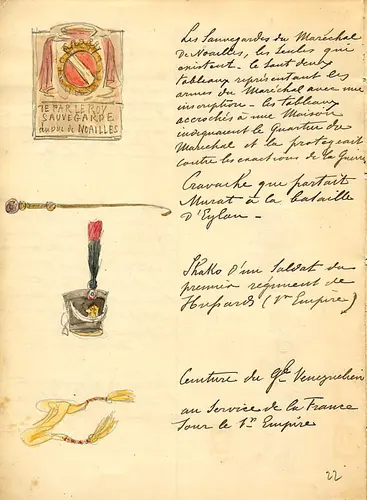 DE PAR LE ROY
SAUVEGARDE
DU DUC DE NOAILLES
Les Sauvegardes du Maréchal
de Noailles, les seules qui
existent - ce sont deux
tableaux représentant les
armes du Maréchal avec une
inscription - les tableaux
accrochés à une Maison
indiquaient le Quartier du
Maréchal et la protégeait
contre les exactions de la Guerre
Cravache que portait
Murat à la bataille
d'Eylau -
Shako d'un Soldat du
premier régiment de
Hussards (1er Empire)
Ceinture du Gal Venezuelien
au Service de la France
sous le 1er Empire
22